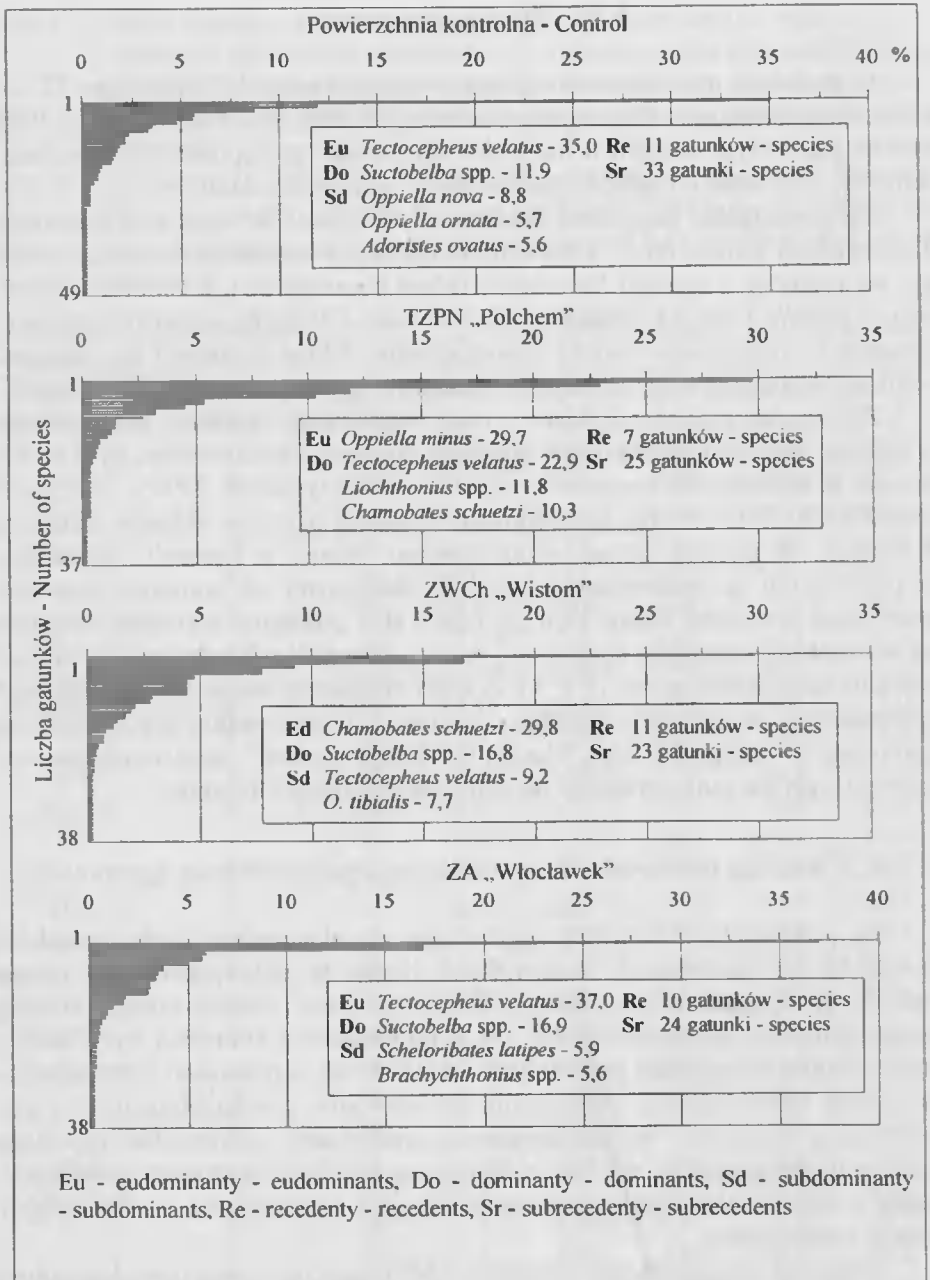 Powierzchnia kontrolna - Control
0 5 10 15 20 25 30 35 40 %
1
Eu Tectocepheus velatus - 35,0 Re 11 gatunków - species
Do Suctobelba spp. - 11,9 Sr 33 gatunki - species
Sd Oppiella nova - 8,8
Oppiella ornata - 5,7
Adoristes ovatus - 5,6
49
TZPN „Polchem”
0 5 10 15 20 25 30 35
1
Eu Oppiella minus - 29,7 Re 7 gatunków - species
Do Tectocepheus velatus - 22,9 Sr 25 gatunków - species
Liochthonius spp. - 11,8
Chamobates schuetzi - 10,3
37
Liczba gatunków - Number of species
ZWCh „Wistom”
0 5 10 15 20 25 30 35
1
Ed Chamobates schuetzi - 29,8 Re 11 gatunków - species
Do Suctobelba spp. - 16,8 Sr 23 gatunki - species
Sd Tectocepheus velatus - 9,2
O. tibialis - 7,7
38
ZA „Włocławek”
0 5 10 15 20 25 30 35 40
1
Eu Tectocepheus velatus - 37,0 Re 10 gatunków - species
Do Suctobelba spp. - 16,9 Sr 24 gatunki - species
Sd Scheloribates latipes - 5,9
Brachychthonius spp. - 5,6
38
Eu - eudominanty - eudominants, Do - dominanty - dominants, Sd - subdominanty
- subdominants, Re - recedenty - recedents, Sr - subrecedenty - subrecedents